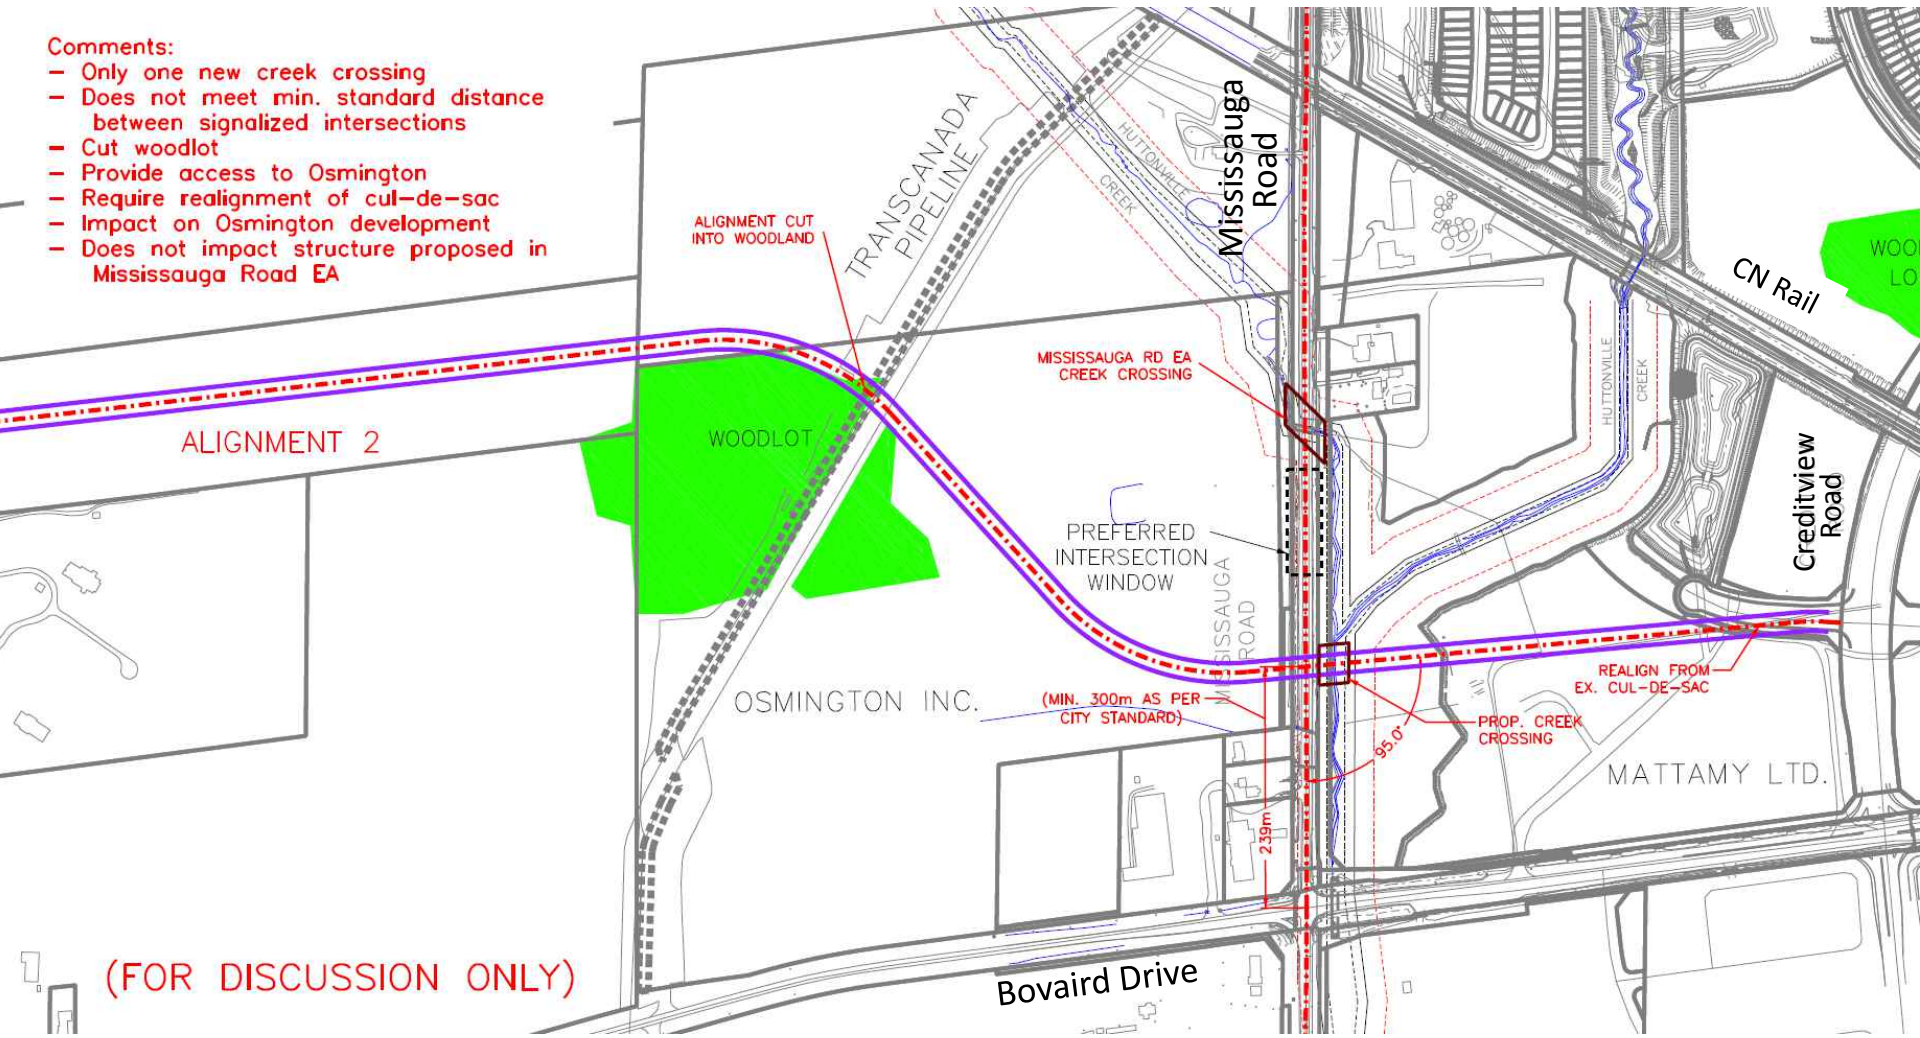 Comments:
– Only one new creek crossing
– Does not meet min. standard distance
between signalized intersections
– Cut woodlot
– Provide access to Osmington
– Require realignment of cul–de–sac
– Impact on Osmington development
– Does not impact structure proposed in
Mississauga Road EA
ALIGNMENT CUT
INTO WOODLAND
TRANSCANADA
PIPELINE
HUTTONVILLE
CREEK
Mississauga
Road
CN Rail
WOO
LO
MISSISSAUGA RD EA
CREEK CROSSING
HUTTONVILLE
CREEK
ALIGNMENT 2
WOODLOT
Creditview
Road
PREFERRED
INTERSECTION
WINDOW
MISSISSAUGA
ROAD
OSMINGTON INC.
(MIN. 300m AS PER
CITY STANDARD)
REALIGN FROM
EX. CUL–DE–SAC
PROP. CREEK
CROSSING
95.0°
239m
MATTAMY LTD.
(FOR DISCUSSION ONLY)
Bovaird Drive